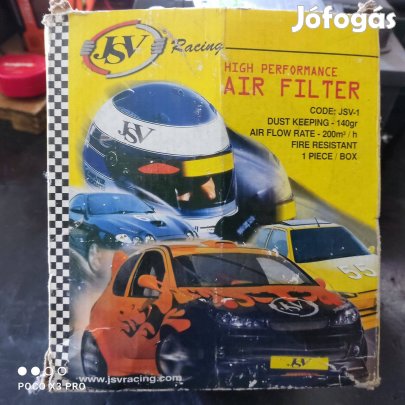 Jófogás
JSV Racing
HIGH PERFORMANCE
AIR FILTER
CODE: JSV-1
DUST KEEPING - 140gr
AIR FLOW RATE - 200m³ / h
FIRE RESISTANT
1 PIECE / BOX
JSV
55
JSV
JSV
www.jsvracing.com
POCO X3 PRO